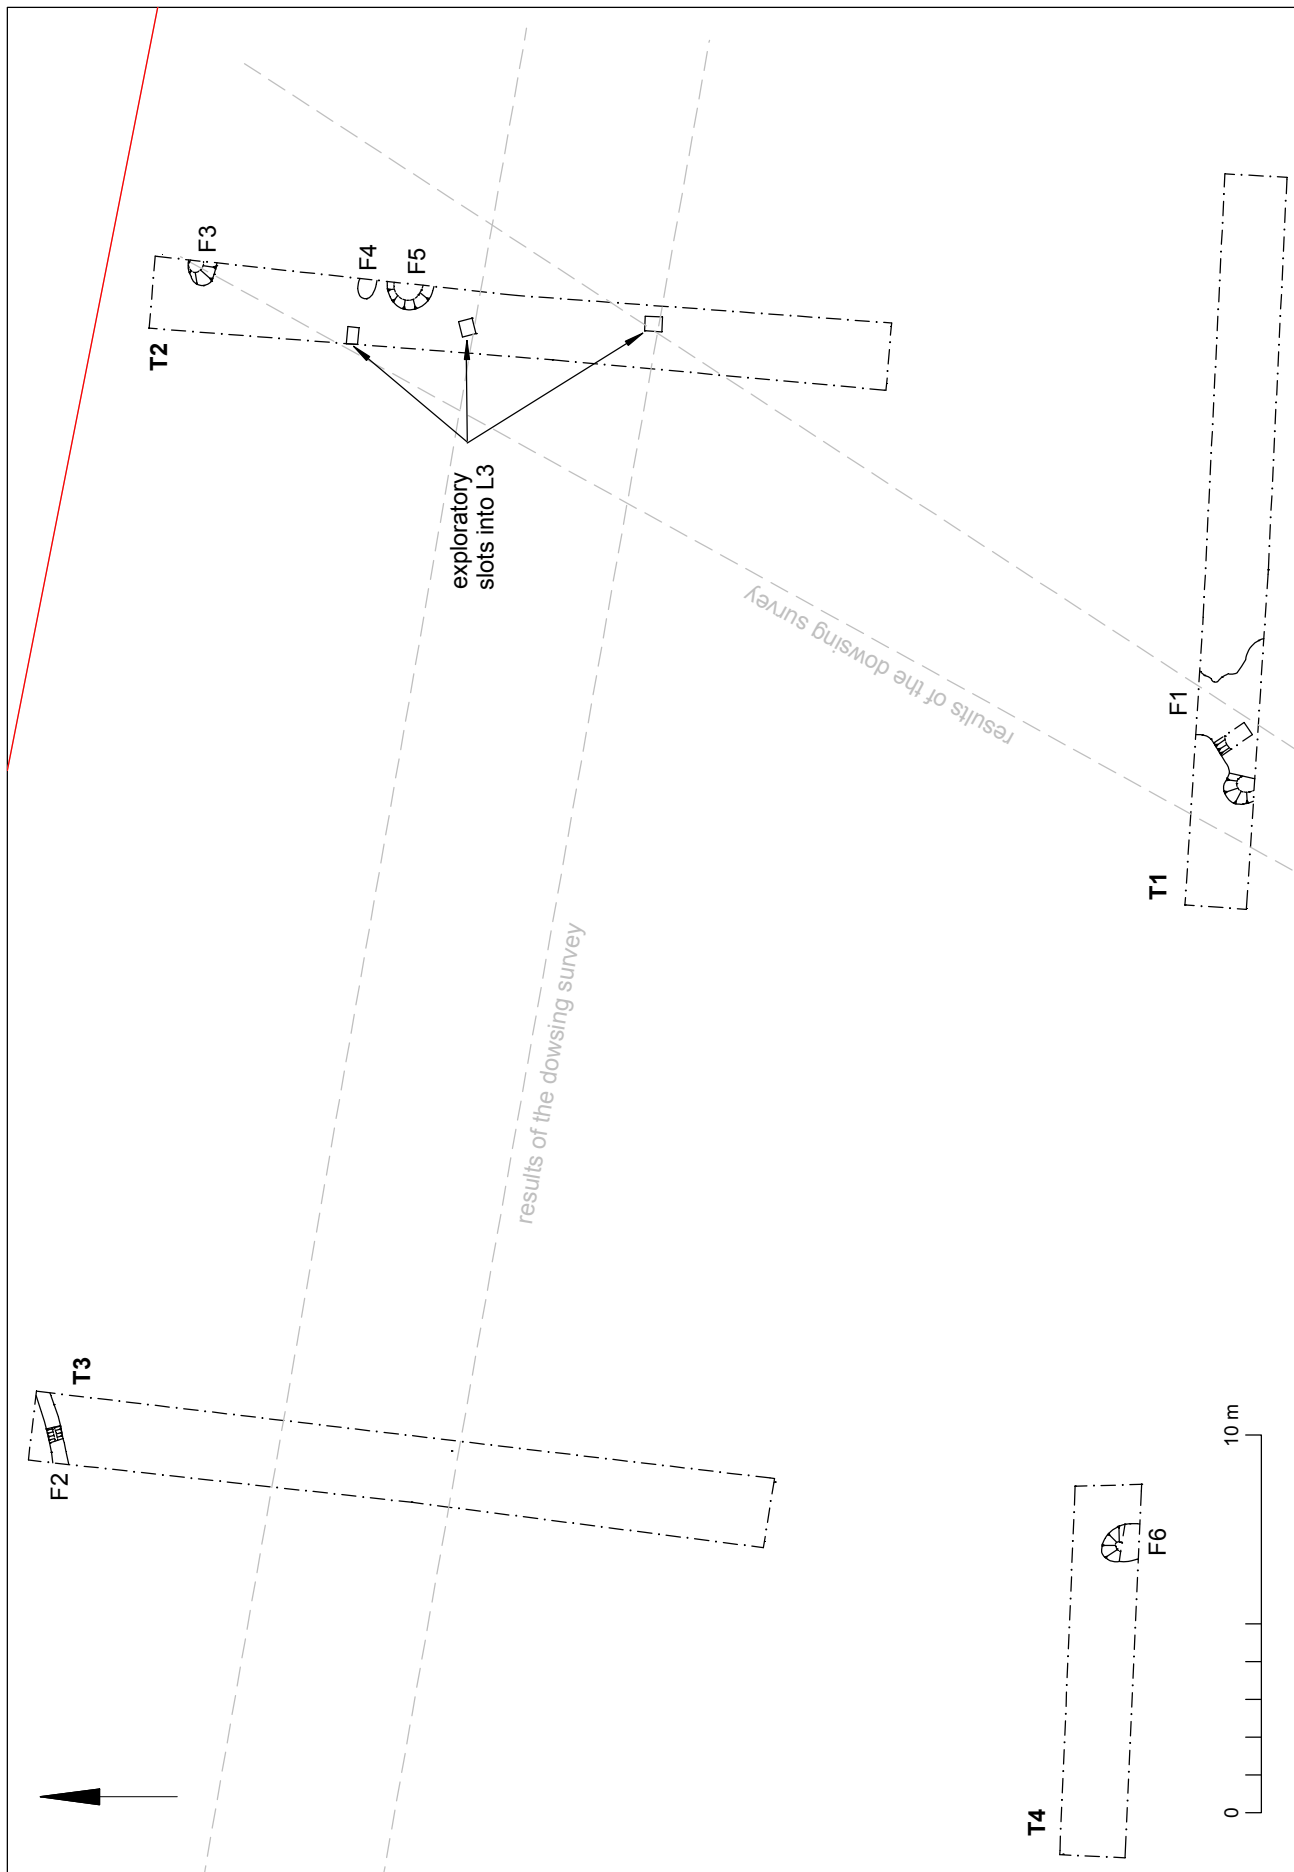 F3
F4
F5
T2
exploratory
slots into L3
results of the dowsing survey
F1
T1
results of the dowsing survey
T3
F2
F6
T4
0
10 m